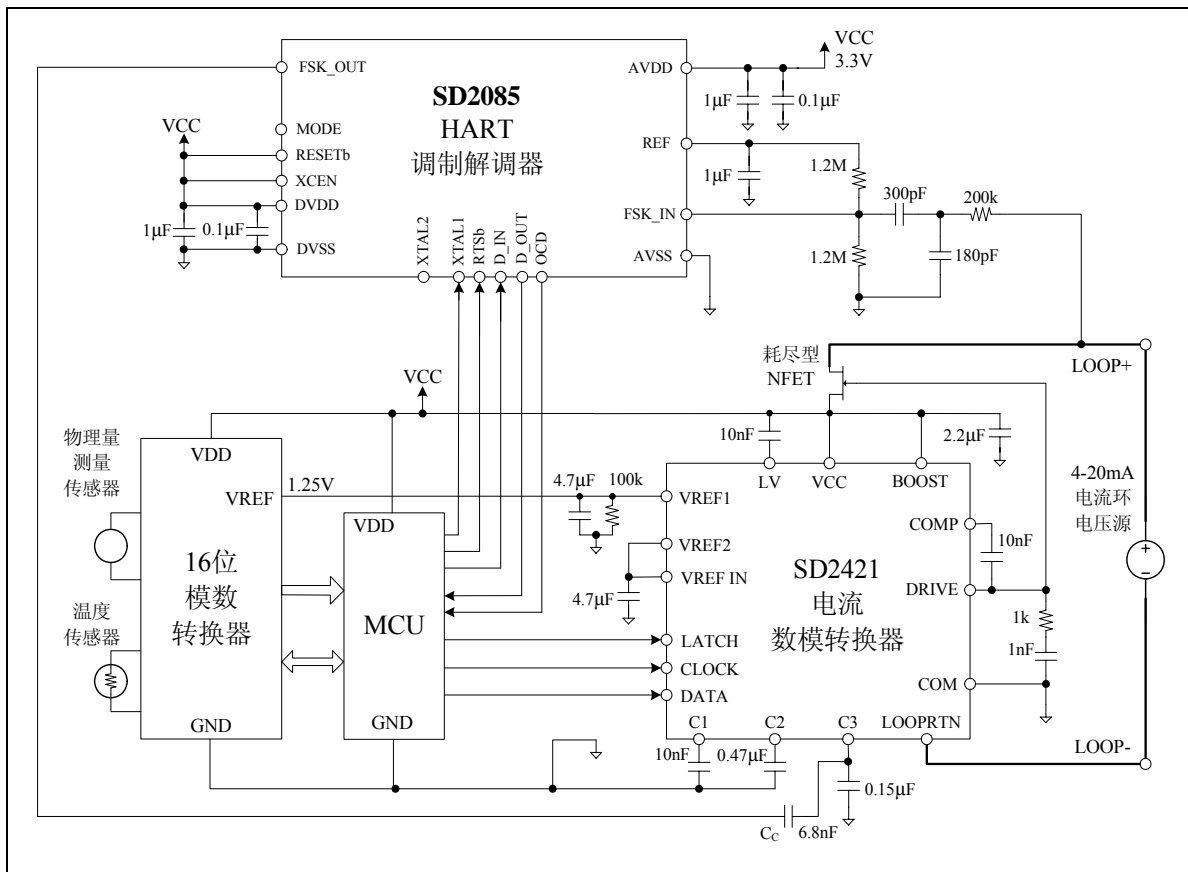 FSK_OUT
MODE
RESETb
XCEN
DVDD
DVSS
VCC
1μF
0.1μF
SD2085
HART
调制解调器
XTAL2
XTAL1
RTSb
D_IN
D_OUT
OCD
AVDD
REF
FSK_IN
AVSS
VCC
3.3V
1μF
0.1μF
1μF
1.2M
1.2M
300pF
200k
180pF
耗尽型
NFET
LOOP+
4-20mA
电流环
电压源
LOOP-
VCC
物理量
测量
传感器
温度
传感器
VDD
VREF
1.25V
16位
模数
转换器
GND
VDD
MCU
GND
4.7μF
100k
4.7μF
10nF
2.2μF
LV
VCC
BOOST
VREF1
VREF2
VREF IN
LATCH
CLOCK
DATA
SD2421
电流
数模转换器
COMP
DRIVE
COM
10nF
1k
1nF
C1
C2
C3
LOOPRTN
10nF
0.47μF
0.15μF
CC
6.8nF